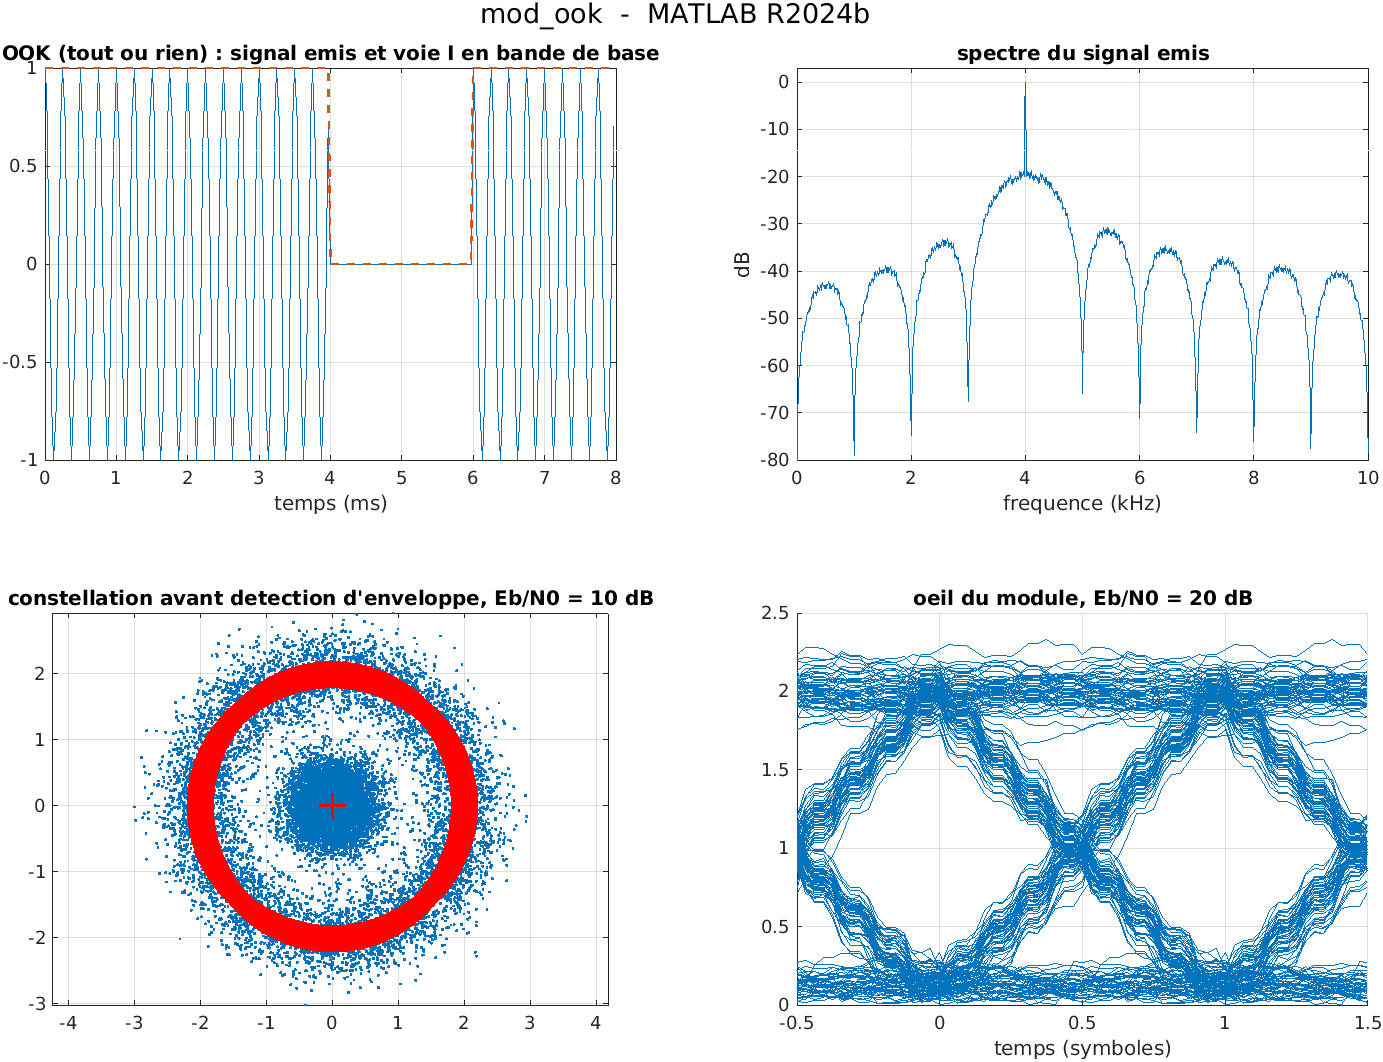 mod_ook - MATLAB R2024b
OOK (tout ou rien) : signal emis et voie I en bande de base
1
0.5
0
-0.5
-1
0 1 2 3 4 5 6 7 8
temps (ms)
spectre du signal emis
dB
0
-10
-20
-30
-40
-50
-60
-70
-80
0 2 4 6 8 10
frequence (kHz)
constellation avant detection d'enveloppe, Eb/N0 = 10 dB
2
1
0
-1
-2
-3
-4 -3 -2 -1 0 1 2 3 4
oeil du module, Eb/N0 = 20 dB
2.5
2
1.5
1
0.5
0
-0.5 0 0.5 1 1.5
temps (symboles)